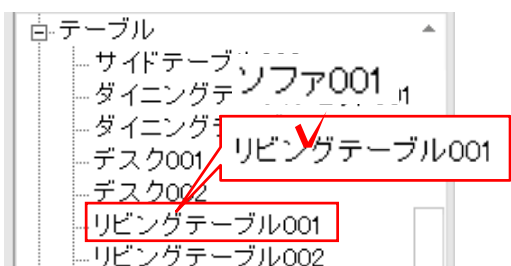 テーブル
サイドテーブ
ソファ001
ダイニングテ
ダイニング
リビングテーブル001
デスク001
デスク002
リビングテーブル001
リビングテーブル002